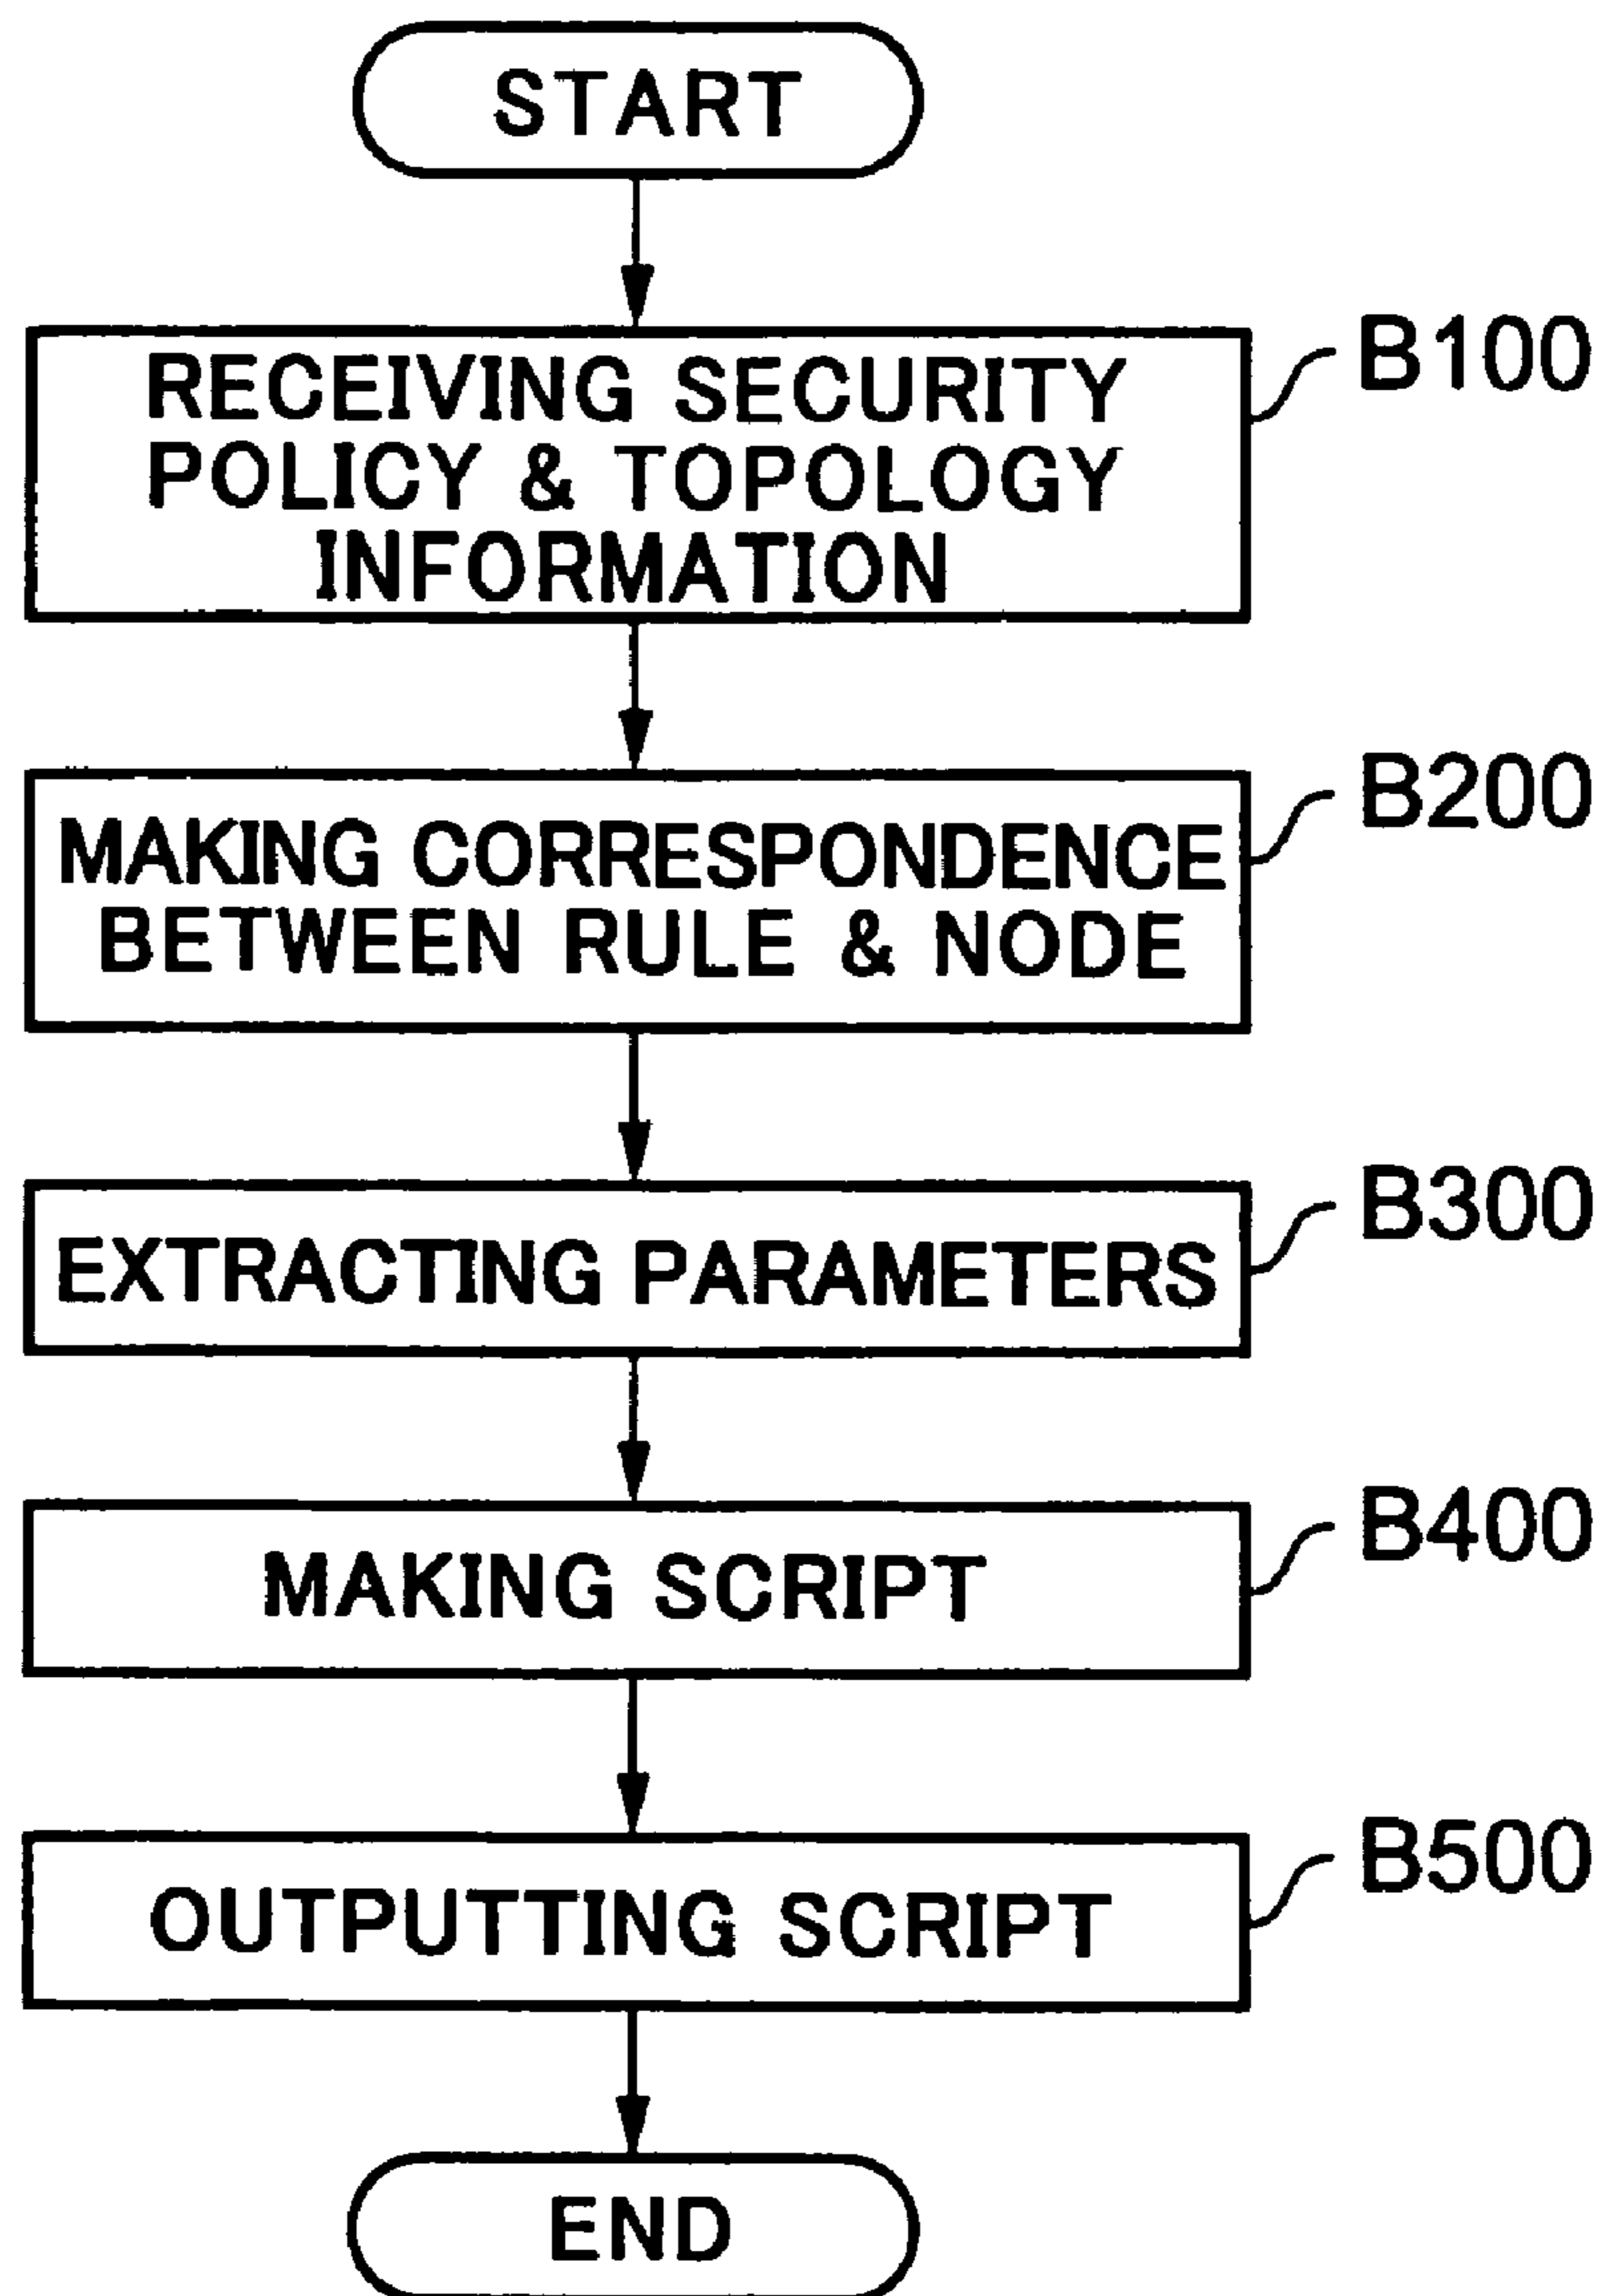 START
B100
RECEIVING SECURITY
POLICY & TOPOLOGY
INFORMATION
B200
MAKING CORRESPONDENCE
BETWEEN RULE & NODE
B300
EXTRACTING PARAMETERS
B400
MAKING SCRIPT
B500
OUTPUTTING SCRIPT
END